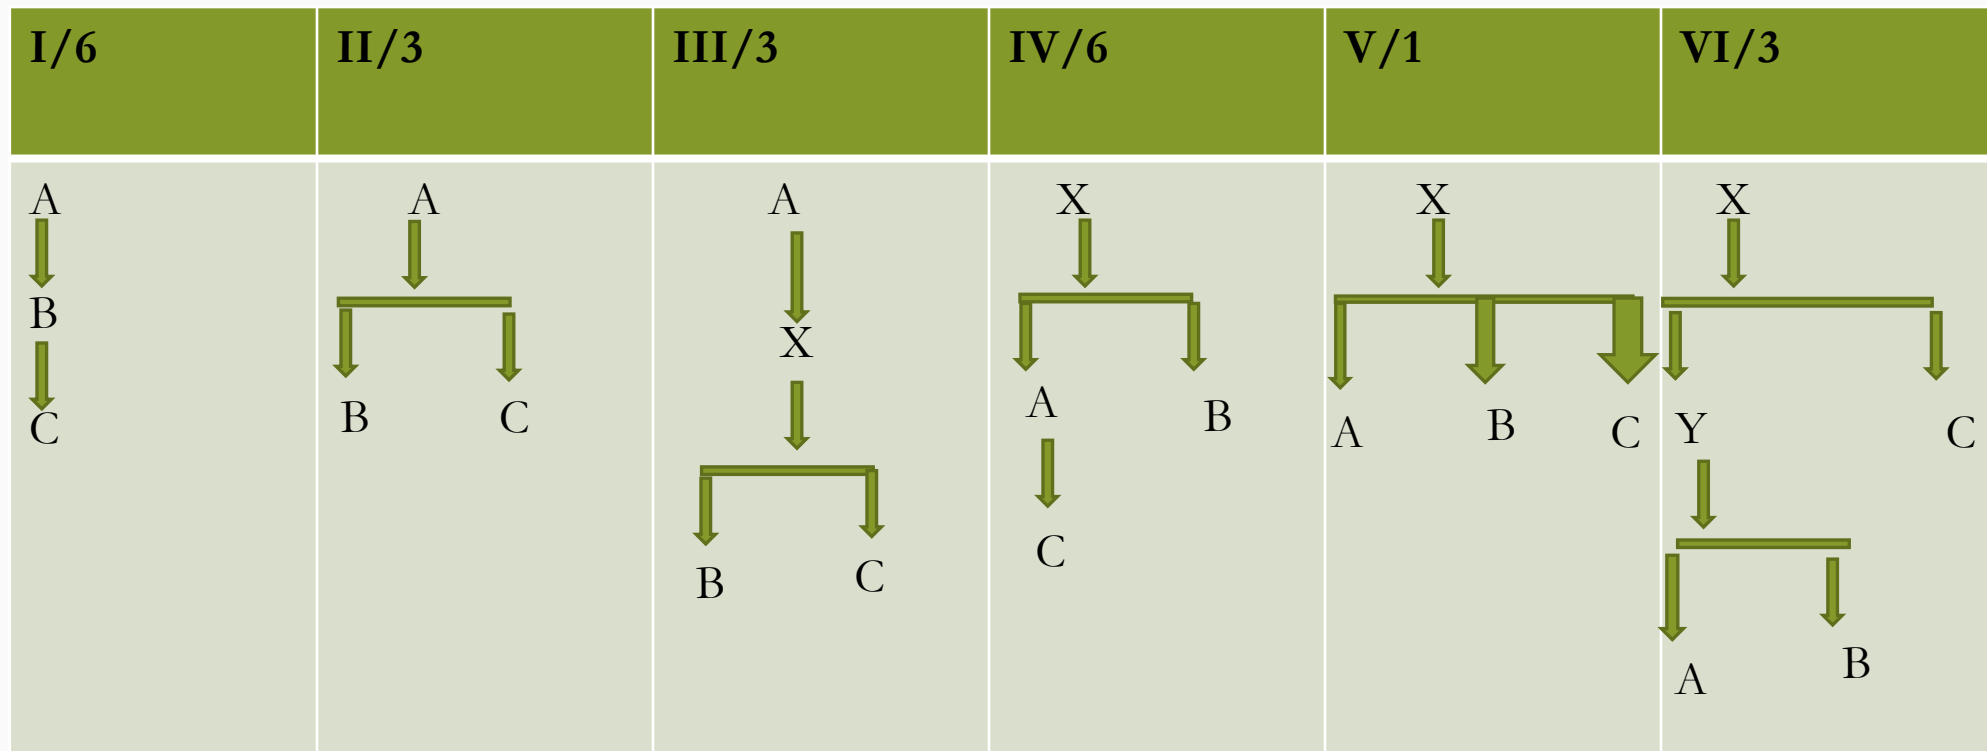 I/6 II/3 III/3 IV/6 V/1 VI/3
A A A X X X
B
X
C B C A B A B C Y C
B C
C
A B